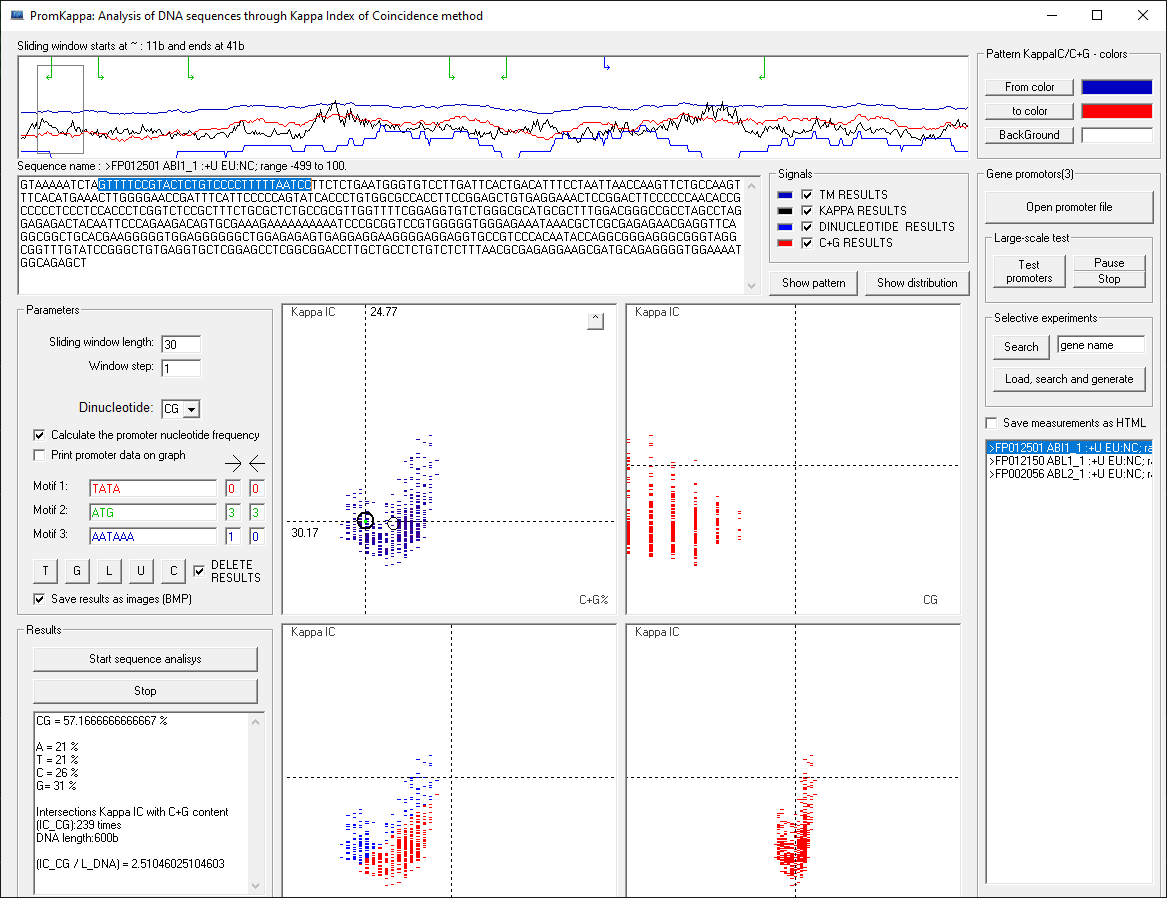 PromKappa: Analysis of DNA sequences through Kappa Index of Coincidence method
Sliding window starts at ~ : 11b and ends at 41b
Sequence name : >FP012501 ABI1_1 :+U EU:NC; range -499 to 100.
GTAAAAATCTAGTTTTCCGTACTCTGTCCCCTTTTTAATCCTTCTCTGAATGGGTGTCCTTGATTCACTGACATTTCCTAATTAACCAAGTTCTGCCAAGT
TTCACATGAAACTTGGGGAACCGATTTCATTCCCCCAGTATCACCCTGTGGCGCCACCTTCCGGAGCTGTGAGGAAACTCCGGACTTCCCCCCAACACCG
CCCCCTCCCTCCACCCTCGGTCTCCGCTTTCTGCGCTCTGCCGCGTTGGTTTTCGGAGGTGTCTGGGCGCATGCGCTTTGGACGGGCCGCCTAGCCTAG
GAGAGACTACAATTCCCAGAAGACAGTGCGAAAGAAAAAAAAAATCCCGCGGTCCGTGGGGGTGGGAGAAATAAACGCTCGCGAGAGAACGAGGTTCA
GGCGGCTGCACGAAGGGGGTGGAGGGGGGCTGGAGAGAGTGAGGAGGAAGGGGAGGAGGTGCCGTCCCACAATACCAGGCGGGAGGGCGGGTAGG
CGGTTTGTATCCGGGCTGTGAGGTGCTCGGAGCCTCGGCGGACCTTGCTGCCTCTGTCTCTTTAACGCGAGAGGAAGCGATGCAGAGGGGTGGAAAAT
GGCAGAGCT
Signals
TM RESULTS
KAPPA RESULTS
DINUCLEOTIDE RESULTS
C+G RESULTS
Show pattern
Show distribution
Pattern KappaIC/C+G - colors
From color
to color
BackGround
Gene promotors(3)
Open promoter file
Large-scale test
Test
promoters
Pause
Stop
Selective experiments
Search
gene name
Load, search and generate
Save measurements as HTML
>FP012501 ABI1_1 :+U EU:NC; ra
>FP012150 ABL1_1 :+U EU:NC; r
>FP002056 ABL2_1 :+U EU:NC; r
Parameters
Sliding window length: 30
Window step: 1
Dinucleotide: CG
Calculate the promoter nucleotide frequency
Print promoter data on graph
Motif 1: TATA 0 0
Motif 2: ATG 3 3
Motif 3: AATAAA 1 0
T G L U C
DELETE
RESULTS
Save results as images (BMP)
Results
Start sequence analisys
Stop
CG = 57.1666666666667 %
A = 21 %
T = 21 %
C = 26 %
G= 31 %
Intersections Kappa IC with C+G content
(IC_CG):239 times
DNA length:600b
(IC_CG / L_DNA) = 2.51046025104603
Kappa IC
24.77
^
30.17
C+G%
Kappa IC
CG
Kappa IC
Kappa IC